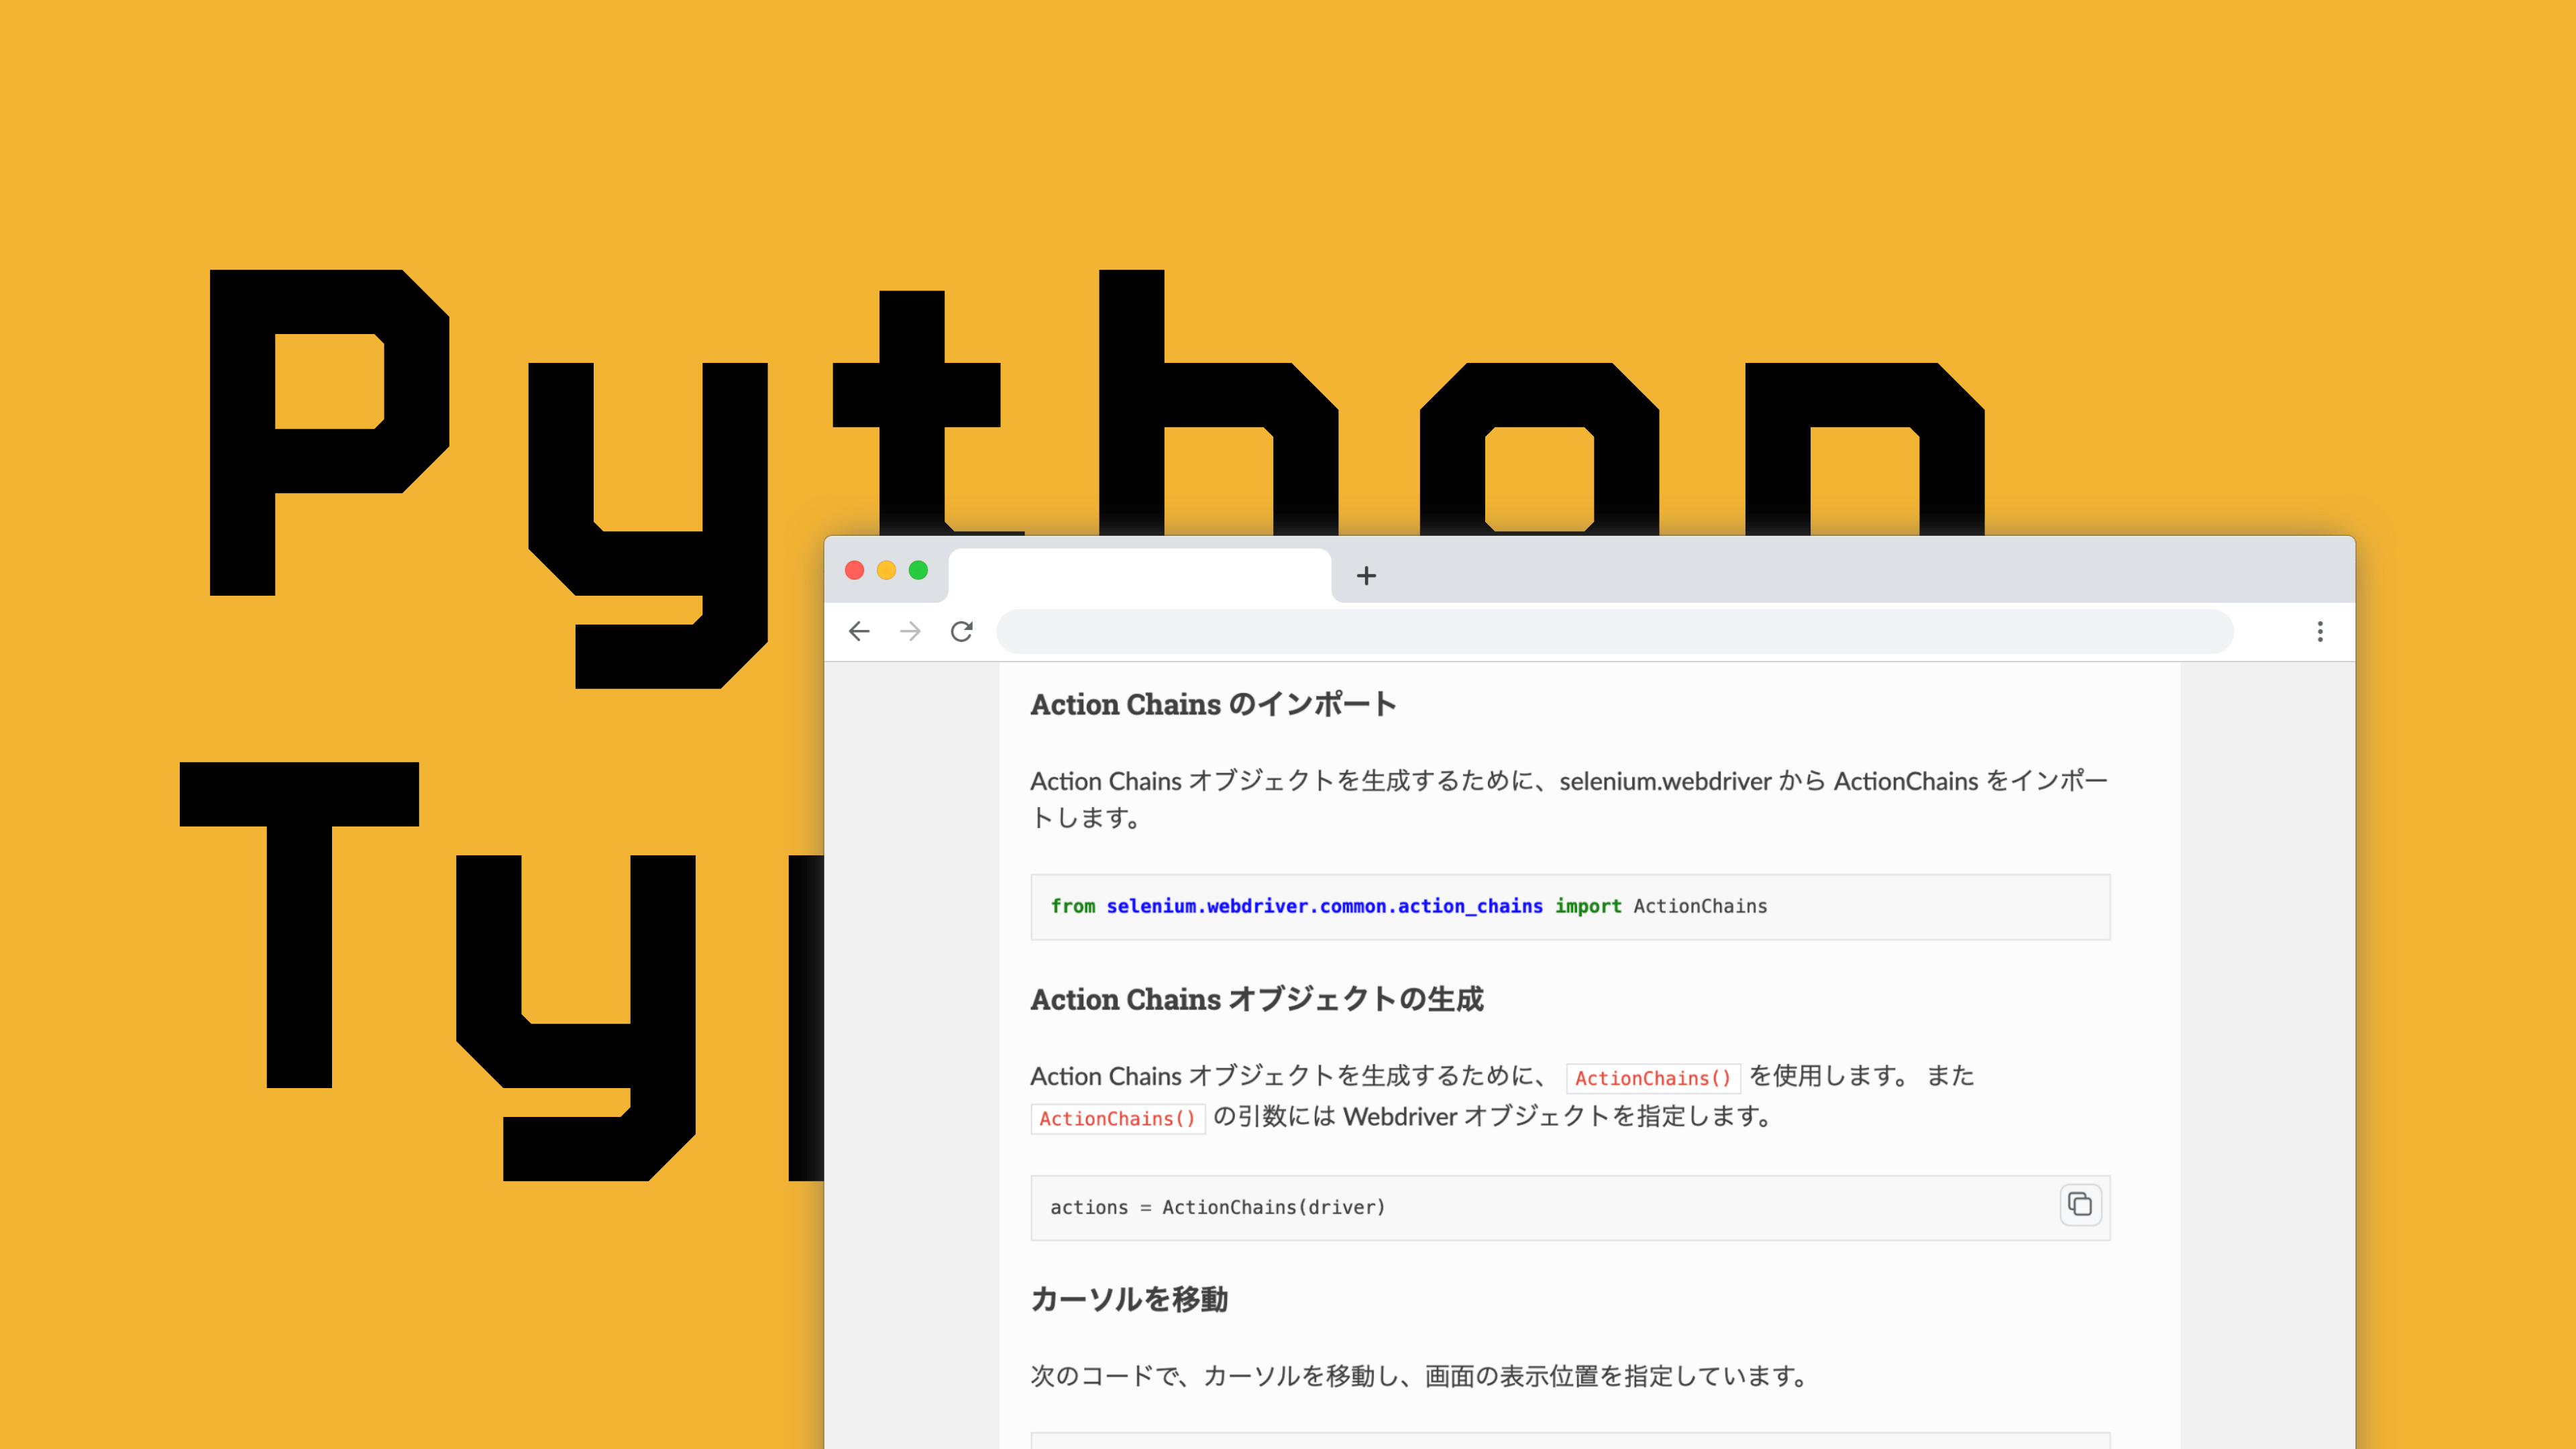 Python
Action Chains のインポート
Action Chains オブジェクトを生成するために、selenium.webdriver から ActionChains をインポー
トします。
from selenium.webdriver.common.action_chains import ActionChains
Action Chains オブジェクトの生成
Action Chains オブジェクトを生成するために、 ActionChains() を使用します。 また
ActionChains() の引数には Webdriver オブジェクトを指定します。
actions = ActionChains(driver)
カーソルを移動
次のコードで、カーソルを移動し、画面の表示位置を指定しています。